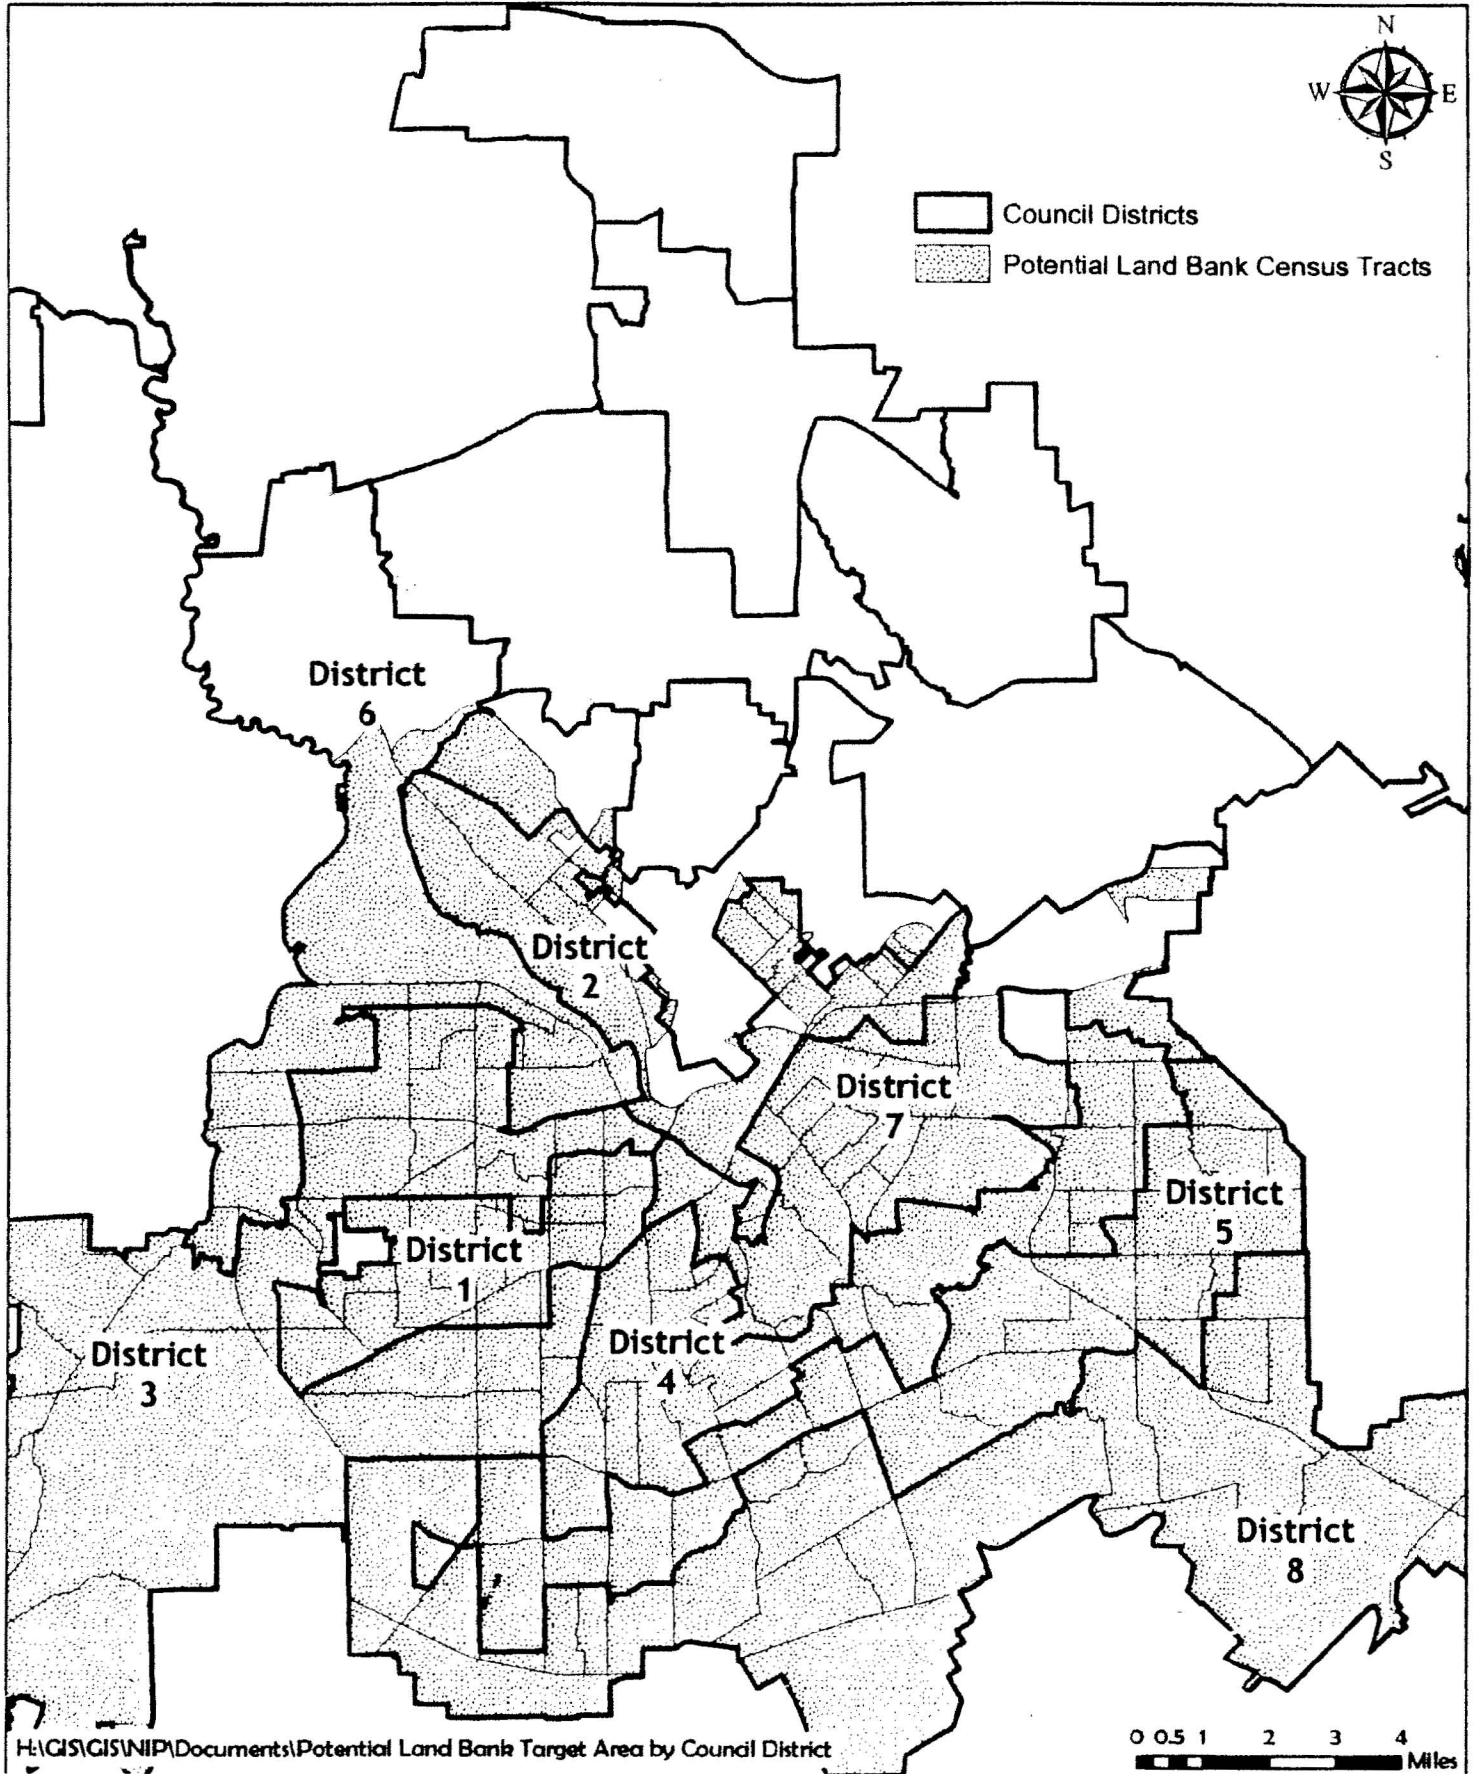 N
W E
S
Council Districts
Potential Land Bank Census Tracts
District
6
District
2
District
7
District
5
District
1
District
3
District
4
District
8
H:\GIS\GIS\NIP\Documents\Potential Land Bank Target Area by Council District
0 0.5 1 2 3 4
Miles